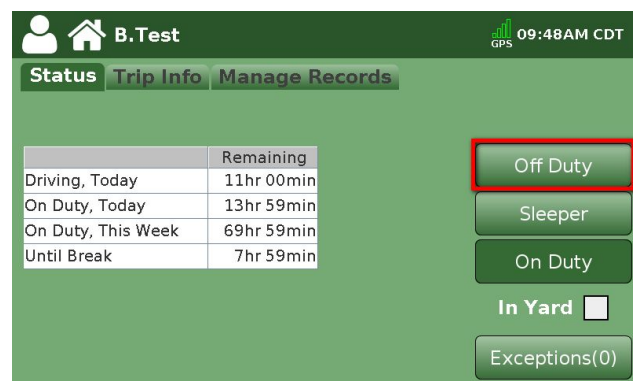 B.Test
GPS 09:48AM CDT
Status Trip Info Manage Records
Remaining
Driving, Today 11hr 00min
On Duty, Today 13hr 59min
On Duty, This Week 69hr 59min
Until Break 7hr 59min
Off Duty
Sleeper
On Duty
In Yard
Exceptions(0)